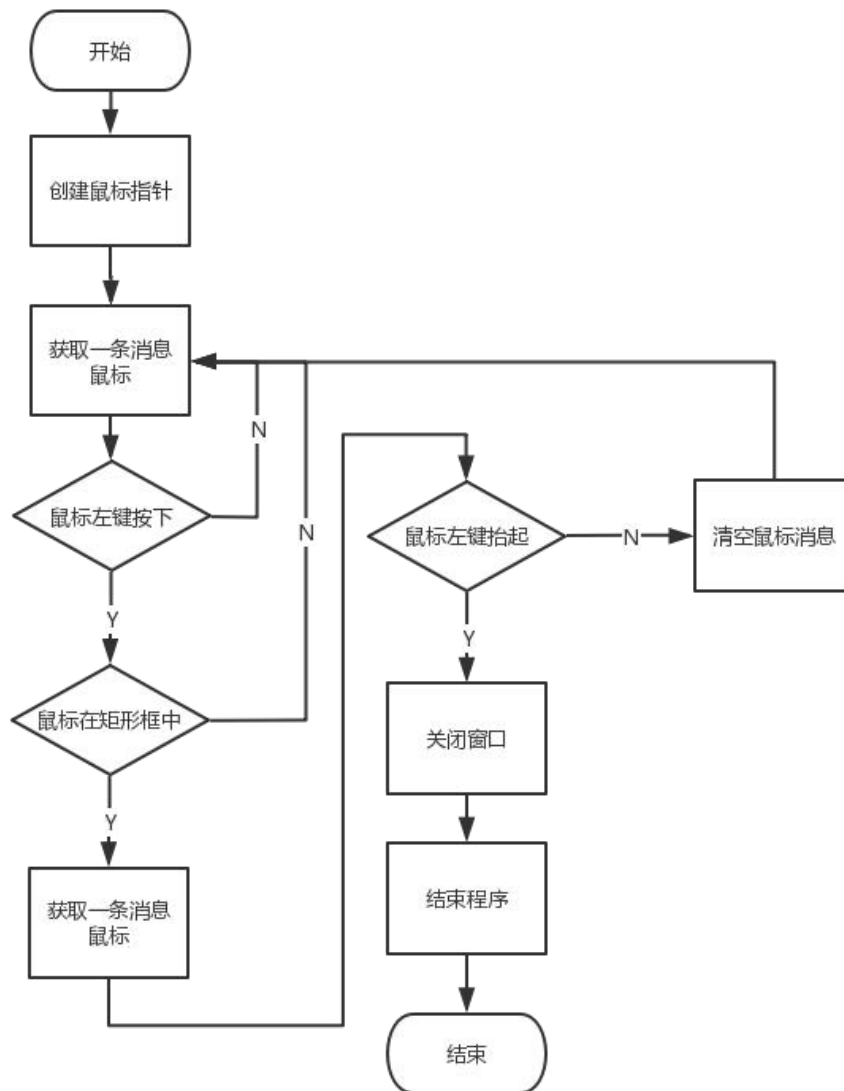 开始
创建鼠标指针
获取一条消息
鼠标
N
鼠标左键按下
N
鼠标左键抬起
N
清空鼠标消息
Y
Y
鼠标在矩形框中
关闭窗口
Y
获取一条消息
鼠标
结束程序
结束